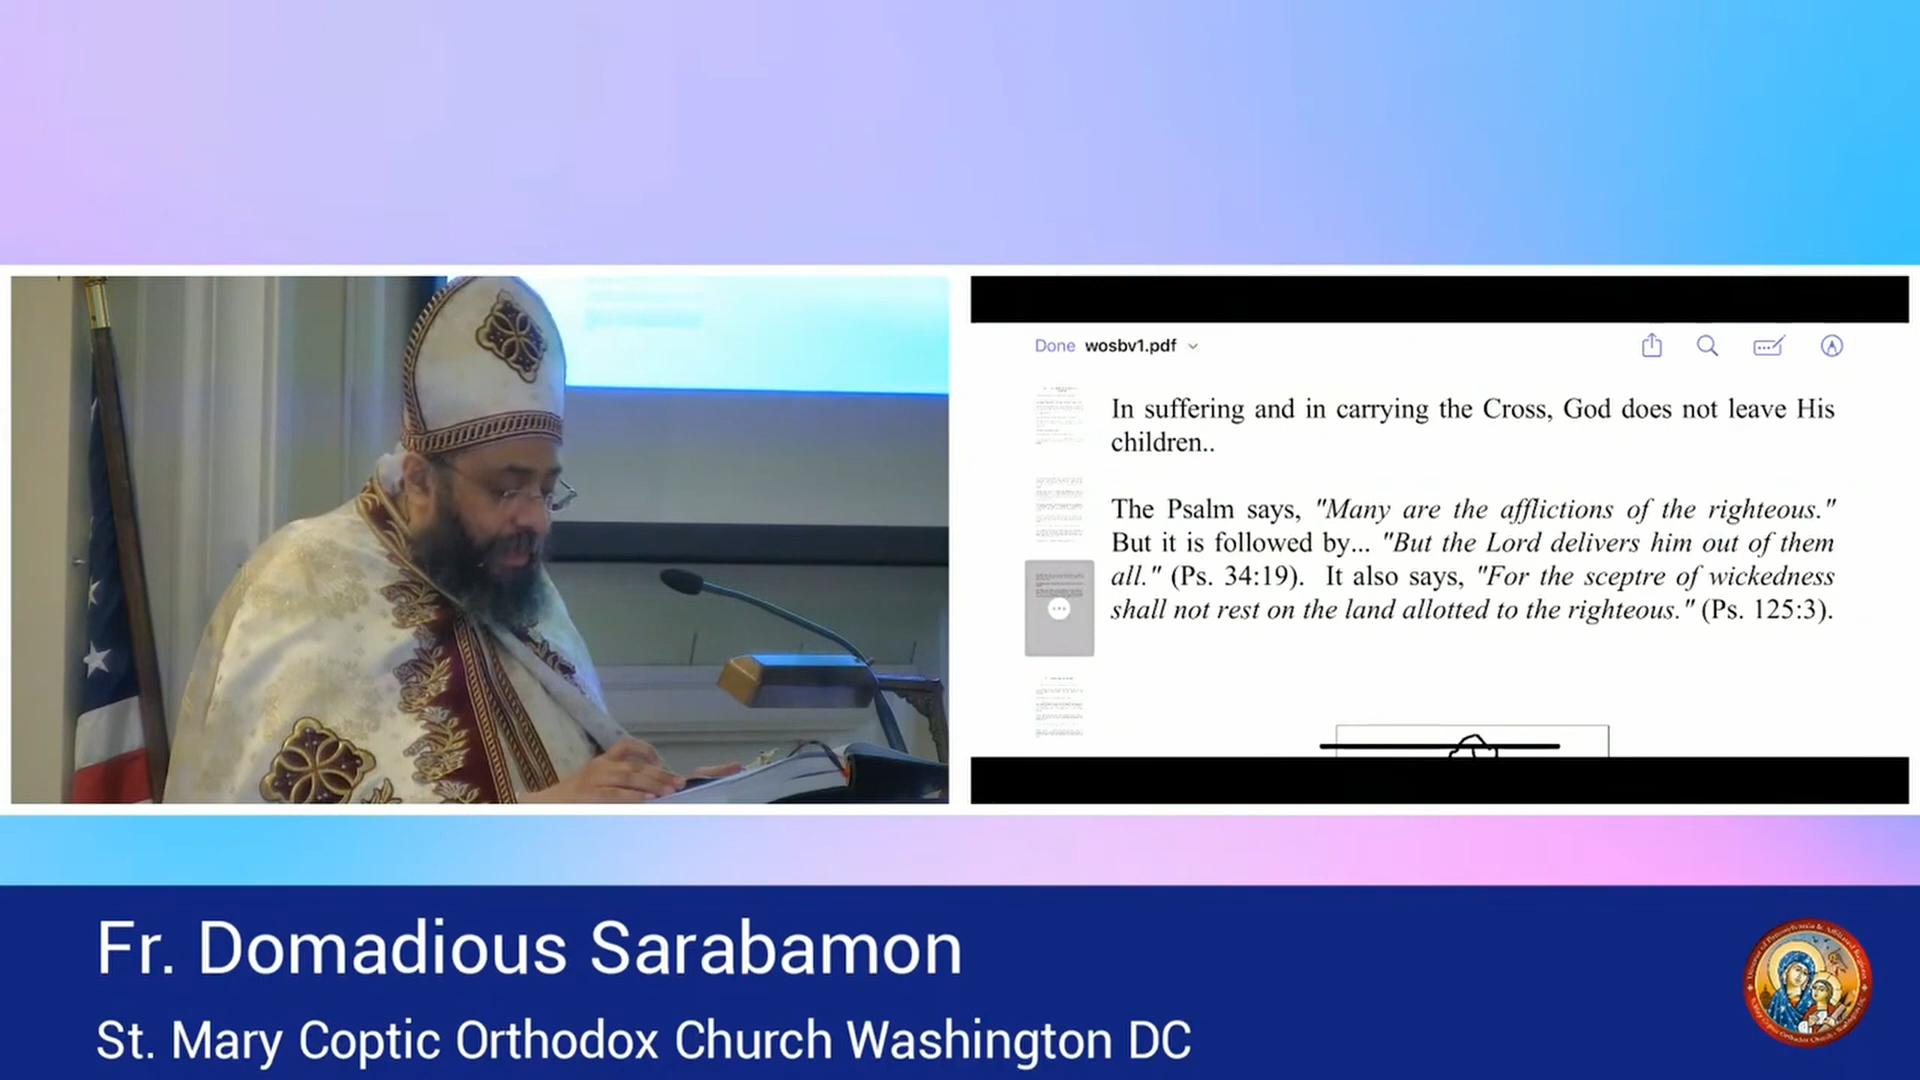 Done wosbv1.pdf
In suffering and in carrying the Cross, God does not leave His
children..
The Psalm says, "Many are the afflictions of the righteous."
But it is followed by... "But the Lord delivers him out of them
all." (Ps. 34:19). It also says, "For the sceptre of wickedness
shall not rest on the land allotted to the righteous." (Ps. 125:3).
Fr. Domadious Sarabamon
St. Mary Coptic Orthodox Church Washington DC